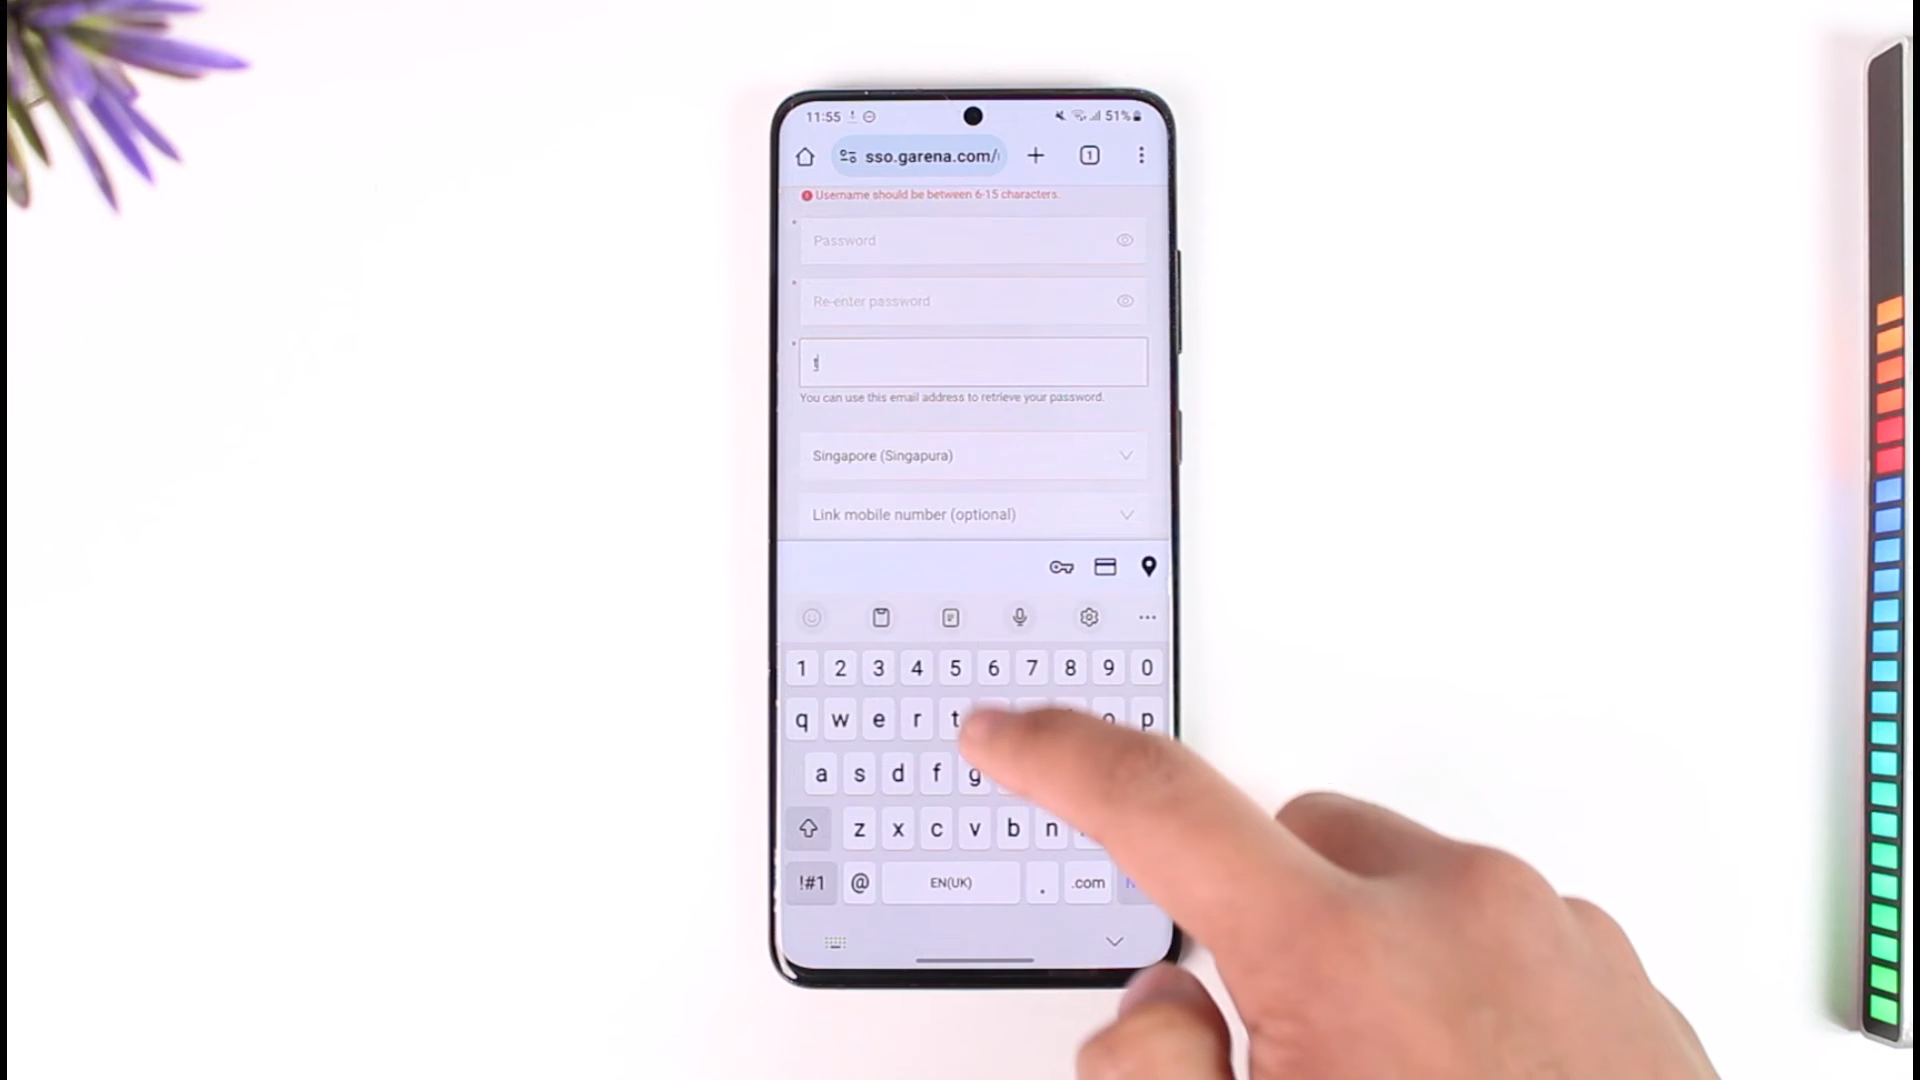 11:55 51%
sso.garena.com/
1
Username should be between 6-15 characters.
* Password
* Re-enter password
*
You can use this email address to retrieve your password.
Singapore (Singapura)
Link mobile number (optional)
1 2 3 4 5 6 7 8 9 0
q w e r t o p
a s d f g
z x c v b n
!#1 @ EN(UK) . .com